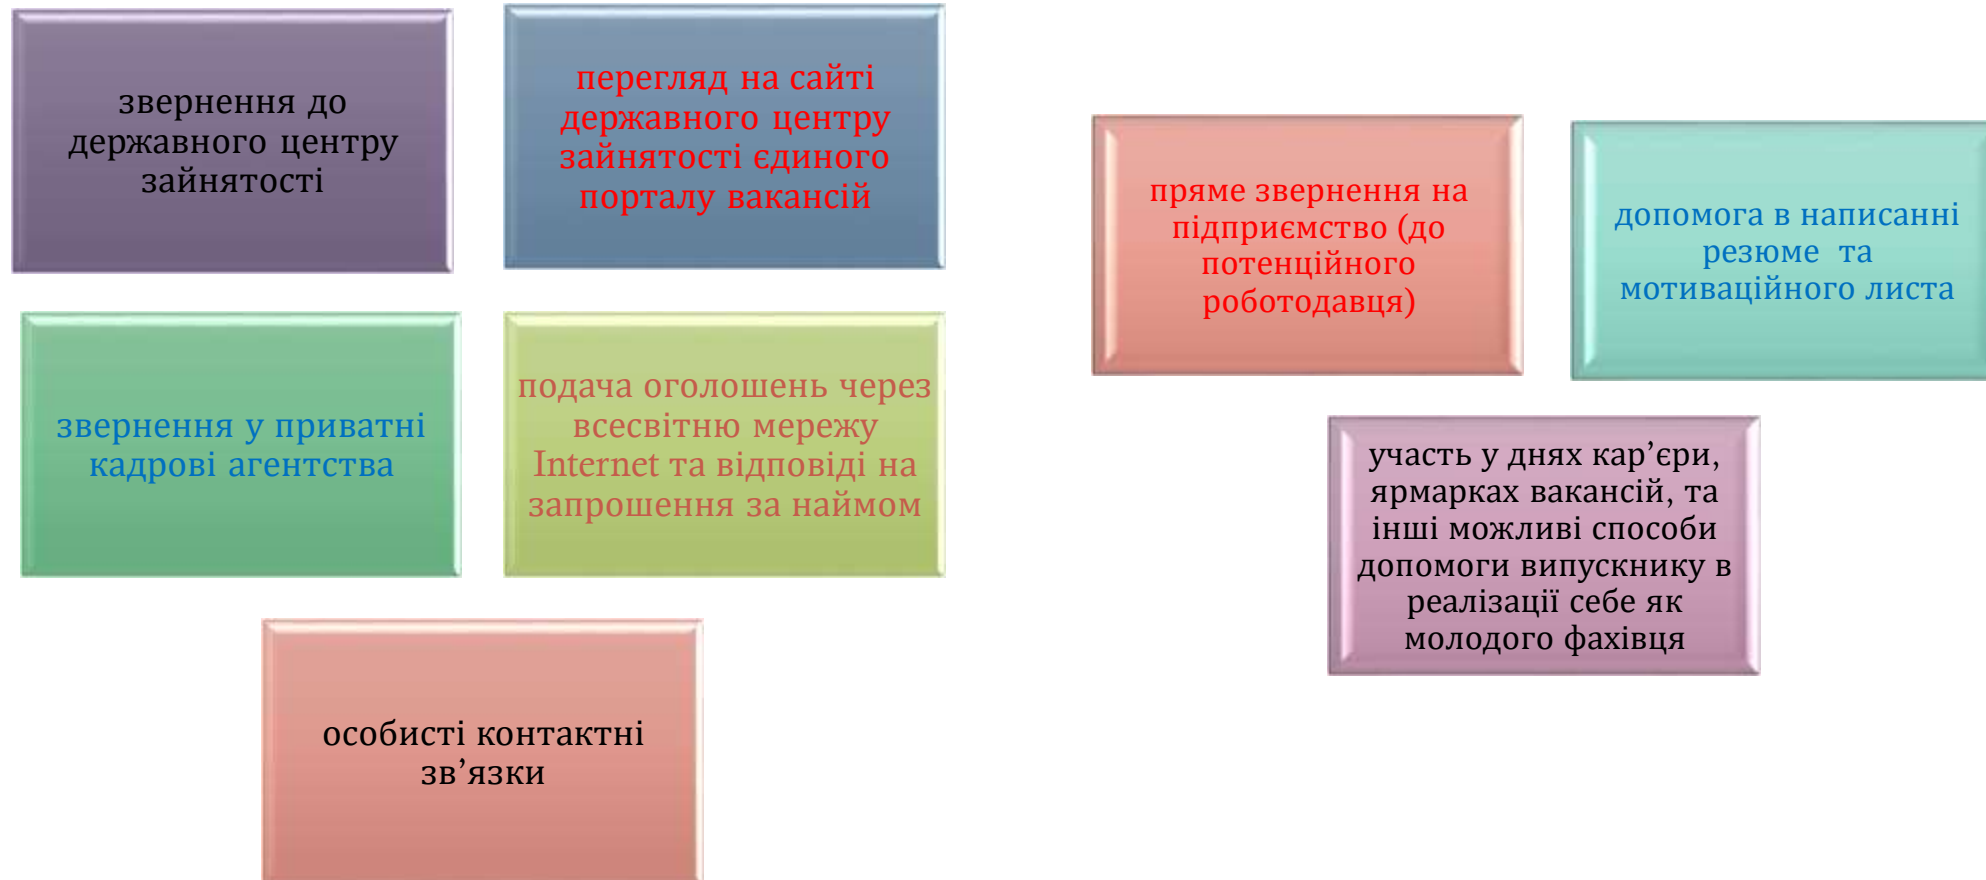 звернення до
державного центру
зайнятості
перегляд на сайті
державного центру
зайнятості єдиного
порталу вакансій
звернення у приватні
кадрові агентства
подача оголошень через
всесвітню мережу
Internet та відповіді на
запрошення за наймом
особисті контактні
зв’язки
пряме звернення на
підприємство (до
потенційного
роботодавця)
допомога в написанні
резюме та
мотиваційного листа
участь у днях кар’єри,
ярмарках вакансій, та
інші можливі способи
допомоги випускнику в
реалізації себе як
молодого фахівця